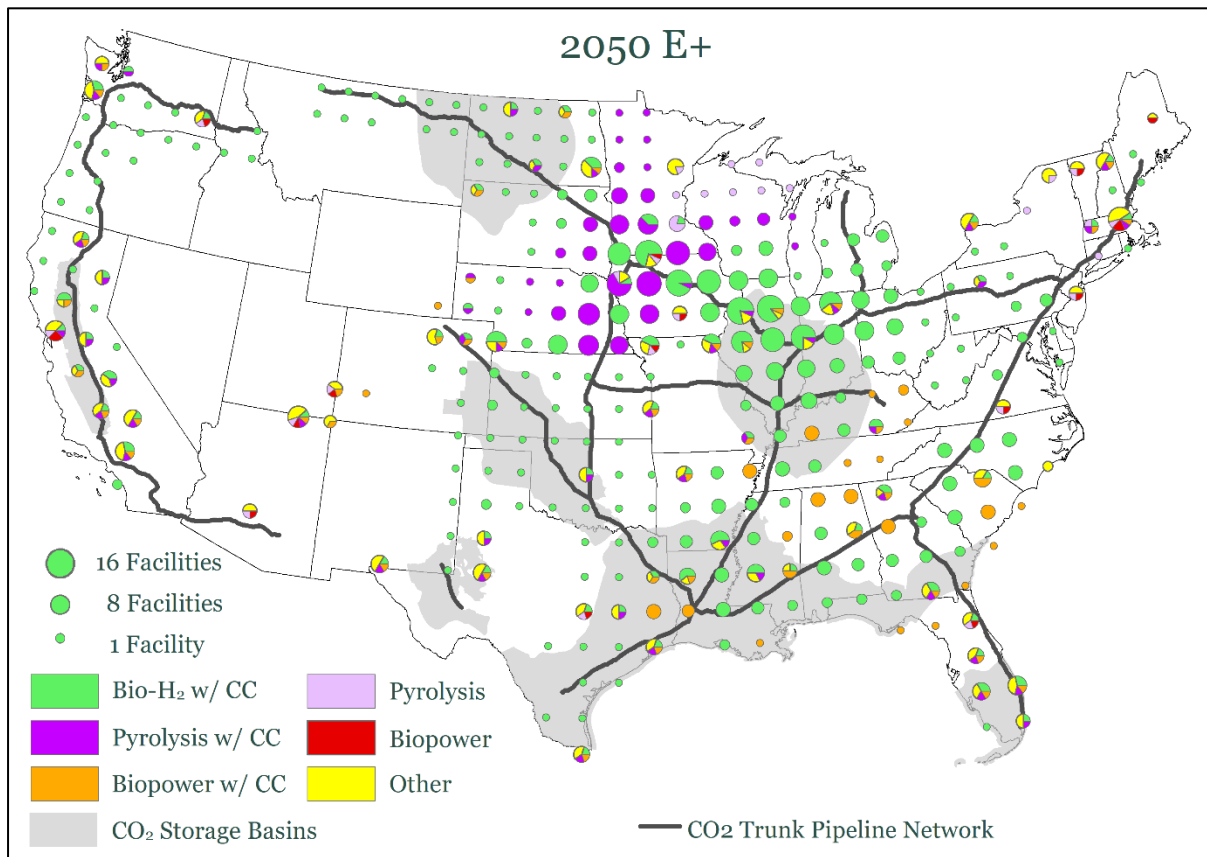 2050 E+
16 Facilities
8 Facilities
1 Facility
Bio-H₂ w/ CC
Pyrolysis
Pyrolysis w/ CC
Biopower
Biopower w/ CC
Other
CO₂ Storage Basins
CO2 Trunk Pipeline Network